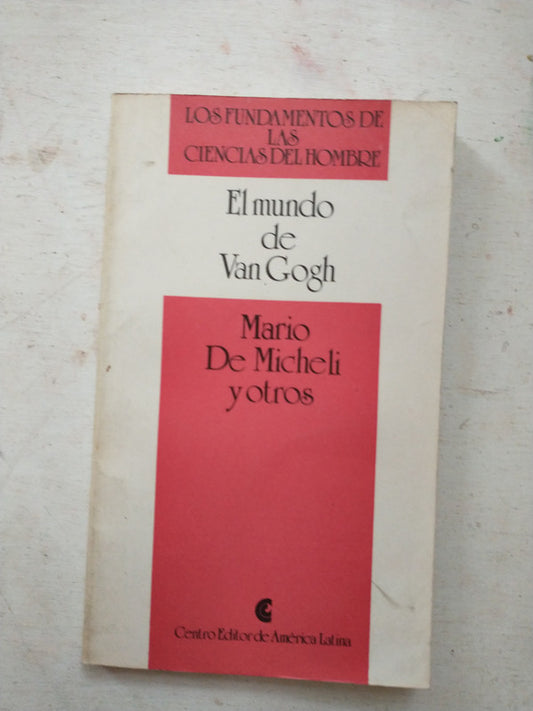 LOS FUNDAMENTOS DE
LAS
CIENCIAS DEL HOMBRE
El mundo
de
Van Gogh
Mario
De Micheli
y otros
Centro Editor de América Latina